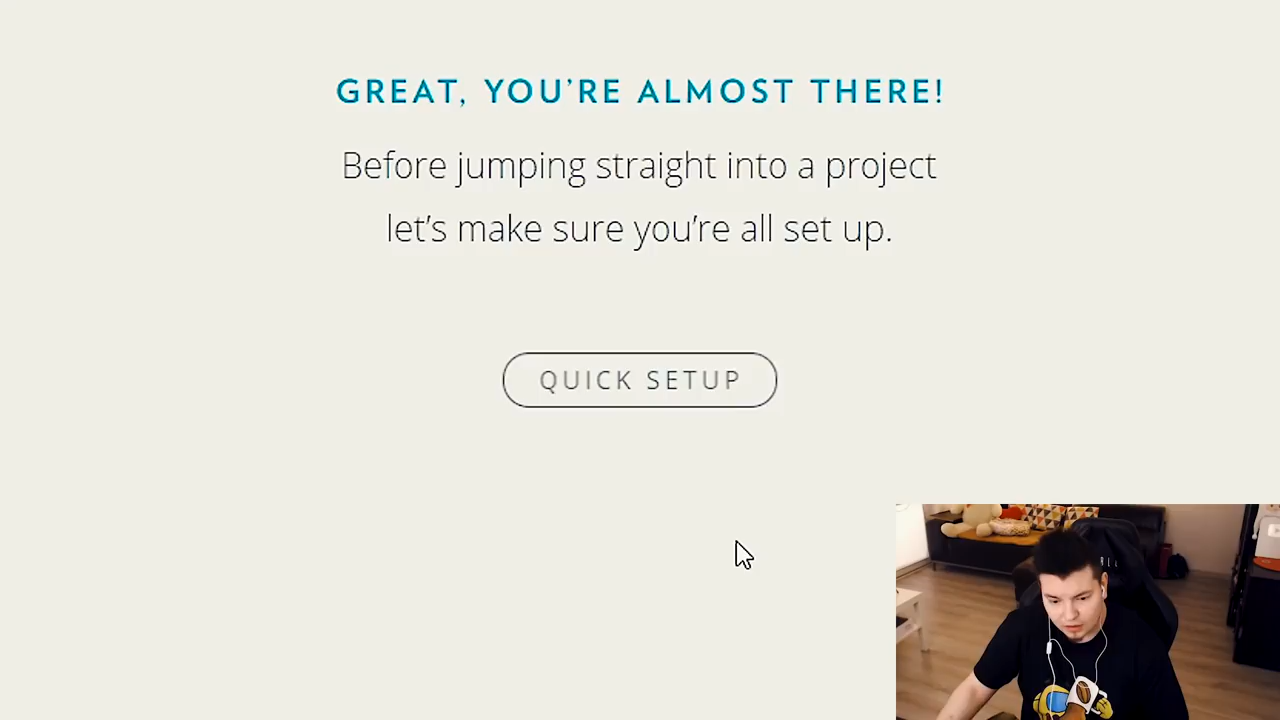 GREAT, YOU’RE ALMOST THERE!
Before jumping straight into a project
let’s make sure you’re all set up.
QUICK SETUP